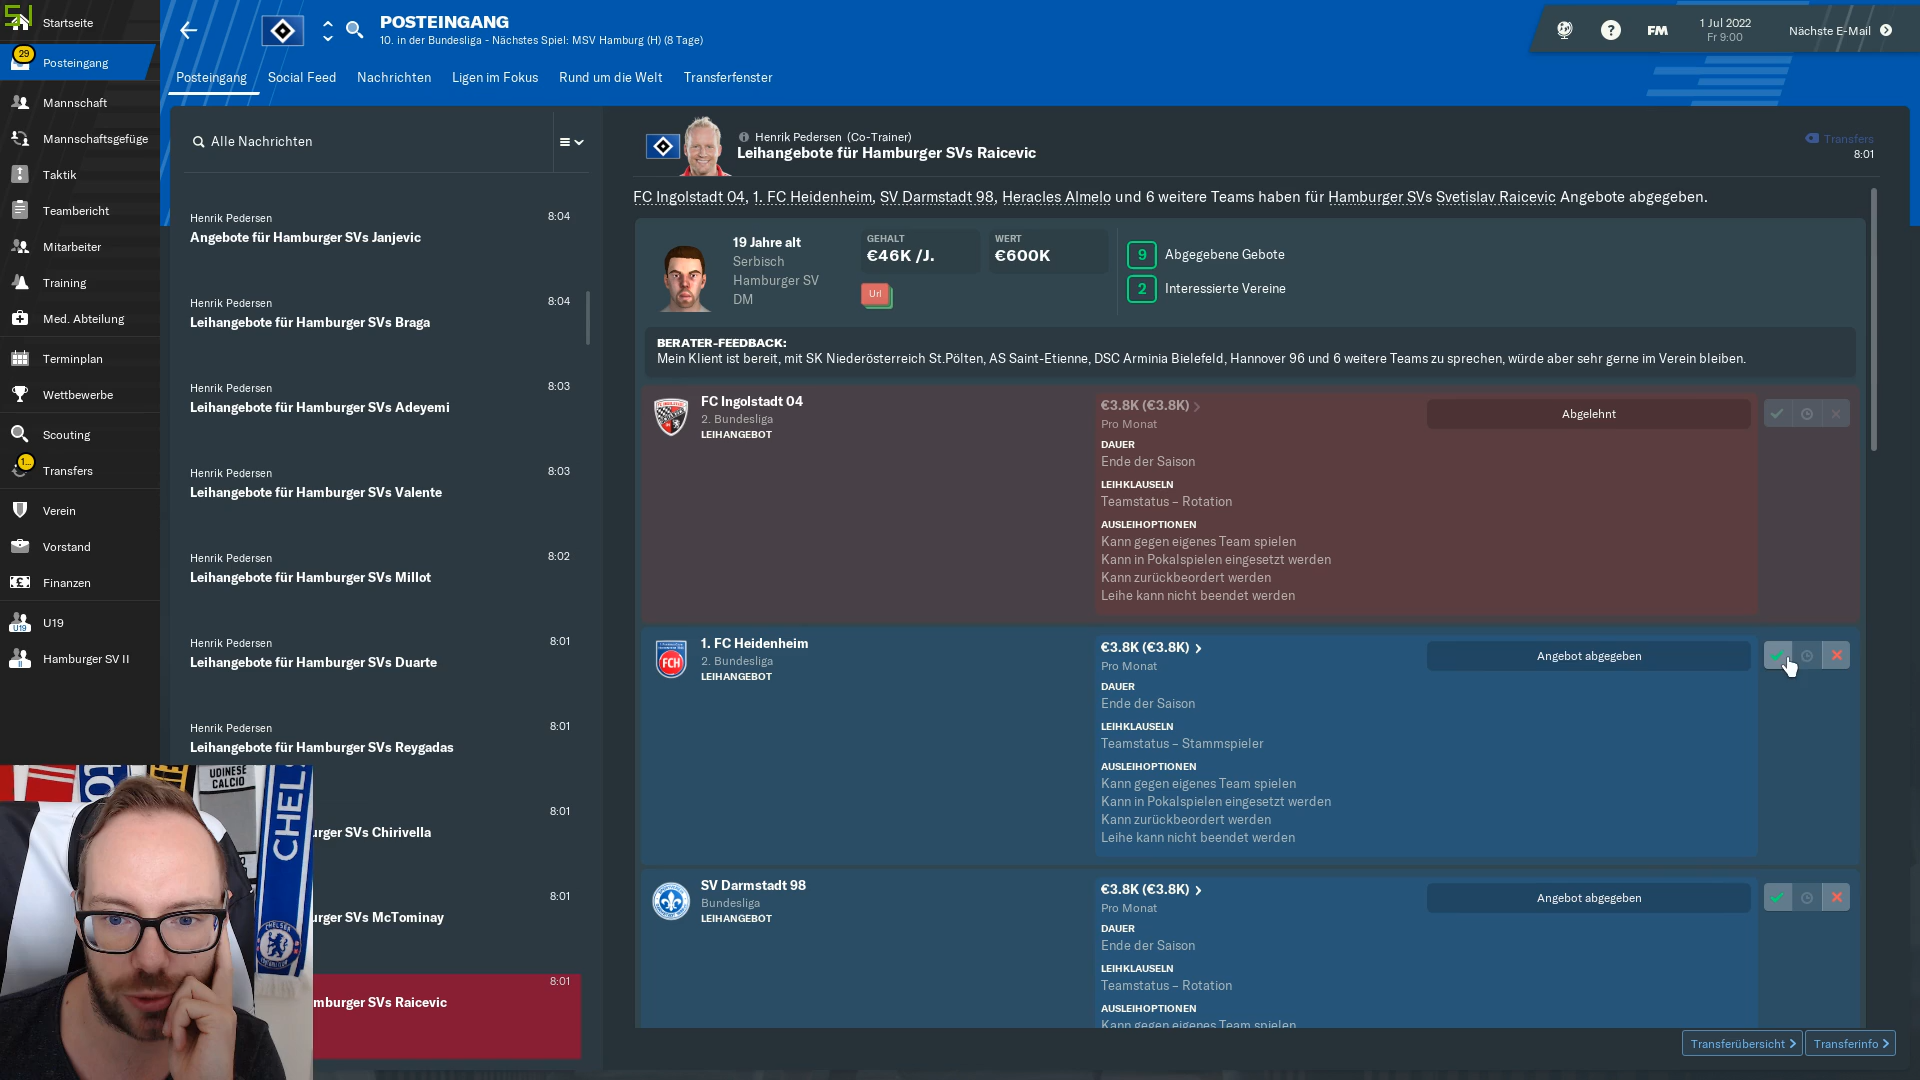 Startseite
29
Posteingang
Mannschaft
Mannschaftsgefüge
Taktik
Teambericht
Mitarbeiter
Training
Med. Abteilung
Terminplan
Wettbewerbe
Scouting
1...
Transfers
Verein
Vorstand
Finanzen
U19
U19
II
Hamburger SV II
POSTEINGANG
10. in der Bundesliga - Nächstes Spiel: MSV Hamburg (H) (8 Tage)
?
FM
1 Jul 2022
Fr 9:00
Nächste E-Mail
Posteingang
Social Feed
Nachrichten
Ligen im Fokus
Rund um die Welt
Transferfenster
Alle Nachrichten
Henrik Pedersen 8:04
Angebote für Hamburger SVs Janjevic
Henrik Pedersen 8:04
Leihangebote für Hamburger SVs Braga
Henrik Pedersen 8:03
Leihangebote für Hamburger SVs Adeyemi
Henrik Pedersen 8:03
Leihangebote für Hamburger SVs Valente
Henrik Pedersen 8:02
Leihangebote für Hamburger SVs Millot
Henrik Pedersen 8:01
Leihangebote für Hamburger SVs Duarte
Henrik Pedersen 8:01
Leihangebote für Hamburger SVs Reygadas
8:01
urger SVs Chirivella
8:01
urger SVs McTominay
8:01
mburger SVs Raicevic
UDINESE
CALCIO
CHEL
Henrik Pedersen (Co-Trainer)
Leihangebote für Hamburger SVs Raicevic
Transfers
8:01
FC Ingolstadt 04, 1. FC Heidenheim, SV Darmstadt 98, Heracles Almelo und 6 weitere Teams haben für Hamburger SVs Svetislav Raicevic Angebote abgegeben.
19 Jahre alt
Serbisch
Hamburger SV
DM
GEHALT
€46K /J.
WERT
€600K
Url
9 Abgegebene Gebote
2 Interessierte Vereine
BERATER-FEEDBACK:
Mein Klient ist bereit, mit SK Niederösterreich St.Pölten, AS Saint-Etienne, DSC Arminia Bielefeld, Hannover 96 und 6 weitere Teams zu sprechen, würde aber sehr gerne im Verein bleiben.
FC Ingolstadt 04
2. Bundesliga
LEIHANGEBOT
€3.8K (€3.8K)
Pro Monat
Abgelehnt
DAUER
Ende der Saison
LEIHKLAUSELN
Teamstatus – Rotation
AUSLEIHOPTIONEN
Kann gegen eigenes Team spielen
Kann in Pokalspielen eingesetzt werden
Kann zurückbeordert werden
Leihe kann nicht beendet werden
FCH
1. FC Heidenheim
2. Bundesliga
LEIHANGEBOT
€3.8K (€3.8K)
Pro Monat
Angebot abgegeben
DAUER
Ende der Saison
LEIHKLAUSELN
Teamstatus – Stammspieler
AUSLEIHOPTIONEN
Kann gegen eigenes Team spielen
Kann in Pokalspielen eingesetzt werden
Kann zurückbeordert werden
Leihe kann nicht beendet werden
SV Darmstadt 98
Bundesliga
LEIHANGEBOT
€3.8K (€3.8K)
Pro Monat
Angebot abgegeben
DAUER
Ende der Saison
LEIHKLAUSELN
Teamstatus – Rotation
AUSLEIHOPTIONEN
Kann gegen eigenes Team spielen
Transferübersicht
Transferinfo